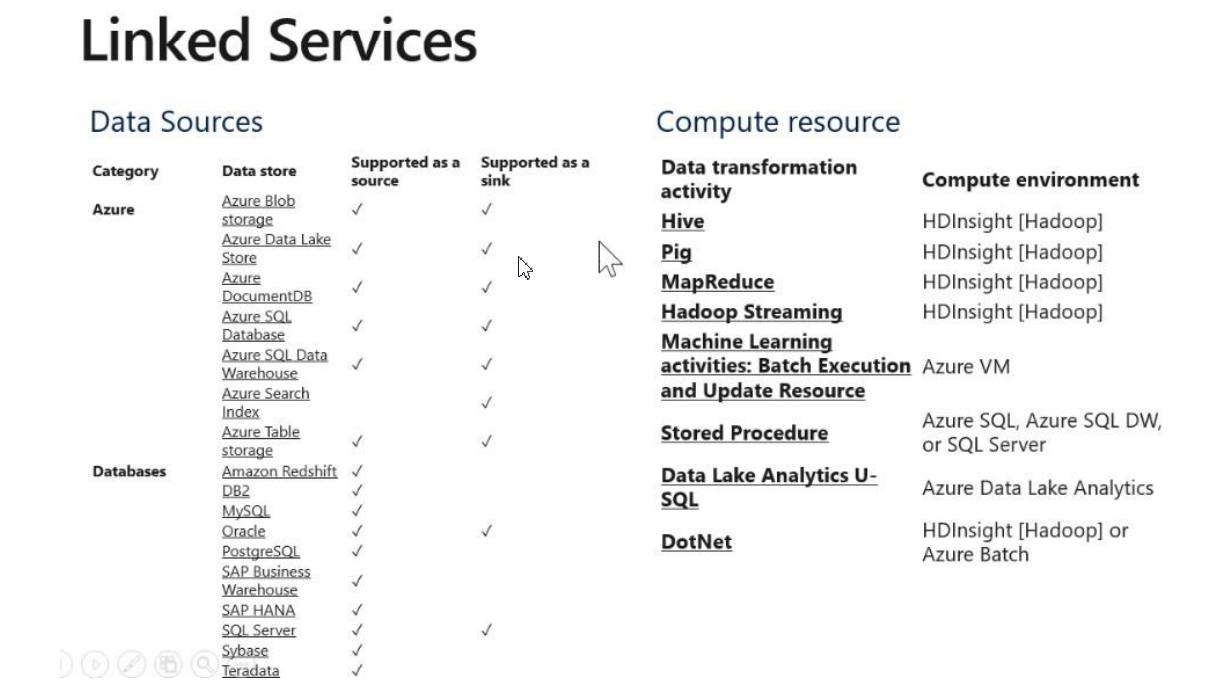 Linked Services
Data Sources
Category Data store Supported as a source Supported as a sink
Azure Azure Blob storage ✓ ✓
Azure Data Lake Store ✓ ✓
Azure DocumentDB ✓ ✓
Azure SQL Database ✓ ✓
Azure SQL Data Warehouse ✓ ✓
Azure Search Index ✓
Azure Table storage ✓ ✓
Databases Amazon Redshift ✓
DB2 ✓
MySQL ✓
Oracle ✓ ✓
PostgreSQL ✓
SAP Business Warehouse ✓
SAP HANA ✓
SQL Server ✓ ✓
Sybase ✓
Teradata ✓
Compute resource
Data transformation activity Compute environment
Hive HDInsight [Hadoop]
Pig HDInsight [Hadoop]
MapReduce HDInsight [Hadoop]
Hadoop Streaming HDInsight [Hadoop]
Machine Learning activities: Batch Execution and Update Resource Azure VM
Stored Procedure Azure SQL, Azure SQL DW, or SQL Server
Data Lake Analytics U-SQL Azure Data Lake Analytics
DotNet HDInsight [Hadoop] or Azure Batch